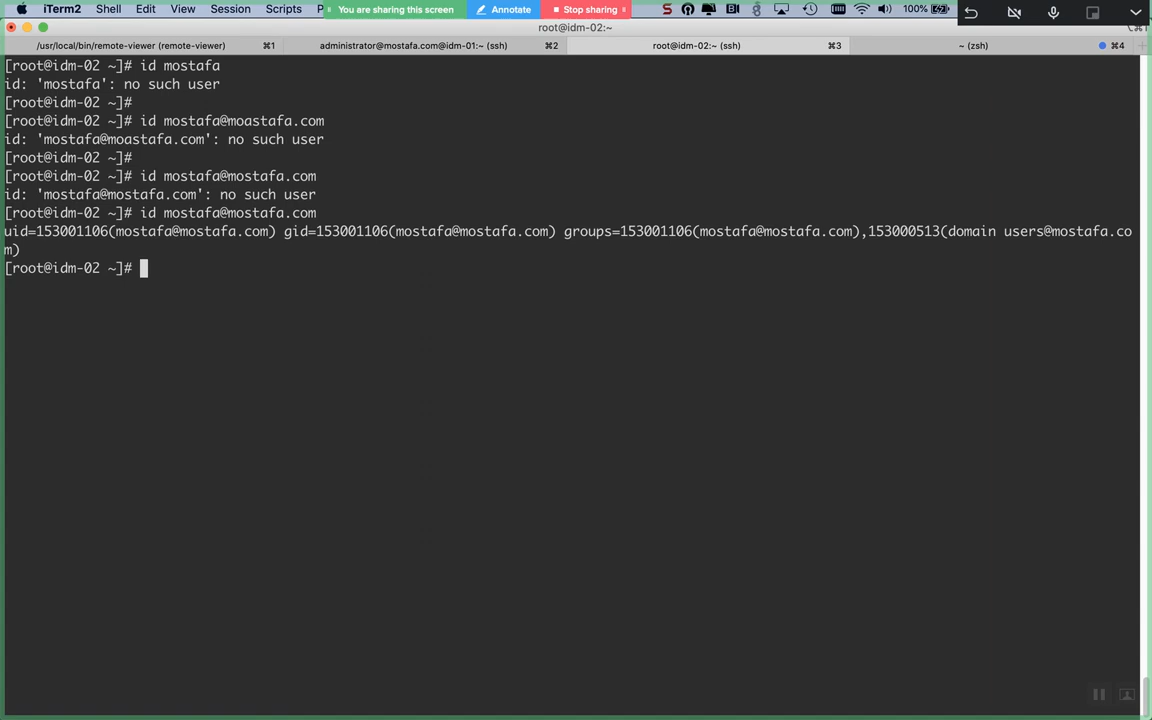 iTerm2 Shell Edit View Session Scripts P You are sharing this screen Annotate Stop sharing 100%
root@idm-02:~
/usr/local/bin/remote-viewer (remote-viewer) ⌘1 administrator@mostafa.com@idm-01:~ (ssh) ⌘2 root@idm-02:~ (ssh) ⌘3 ~ (zsh) ⌘4
[root@idm-02 ~]# id mostafa
id: 'mostafa': no such user
[root@idm-02 ~]#
[root@idm-02 ~]# id mostafa@moastafa.com
id: 'mostafa@moastafa.com': no such user
[root@idm-02 ~]#
[root@idm-02 ~]# id mostafa@mostafa.com
id: 'mostafa@mostafa.com': no such user
[root@idm-02 ~]# id mostafa@mostafa.com
uid=153001106(mostafa@mostafa.com) gid=153001106(mostafa@mostafa.com) groups=153001106(mostafa@mostafa.com),153000513(domain users@mostafa.co
m)
[root@idm-02 ~]#